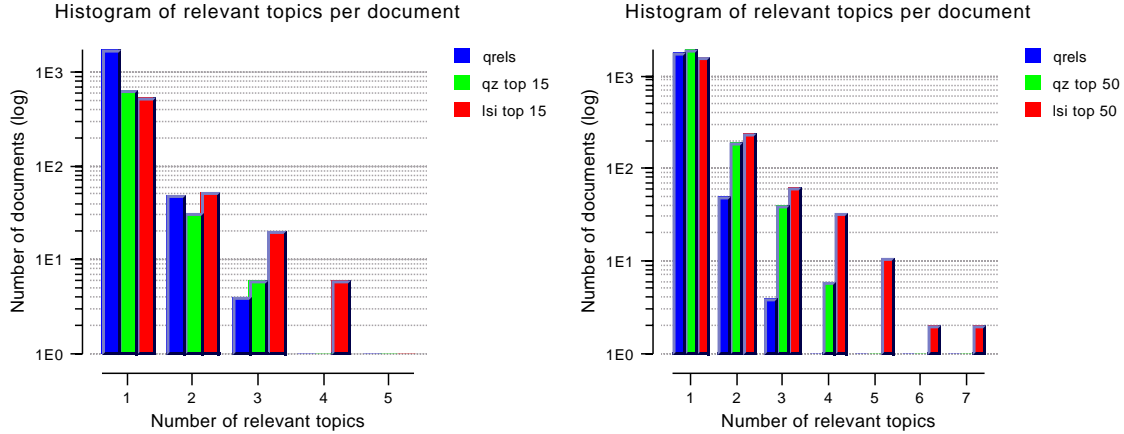 Histogram of relevant topics per document
qrels
qz top 15
lsi top 15
1E3
1E2
1E1
1E0
Number of documents (log)
1 2 3 4 5
Number of relevant topics
Histogram of relevant topics per document
qrels
qz top 50
lsi top 50
1E3
1E2
1E1
1E0
Number of documents (log)
1 2 3 4 5 6 7
Number of relevant topics